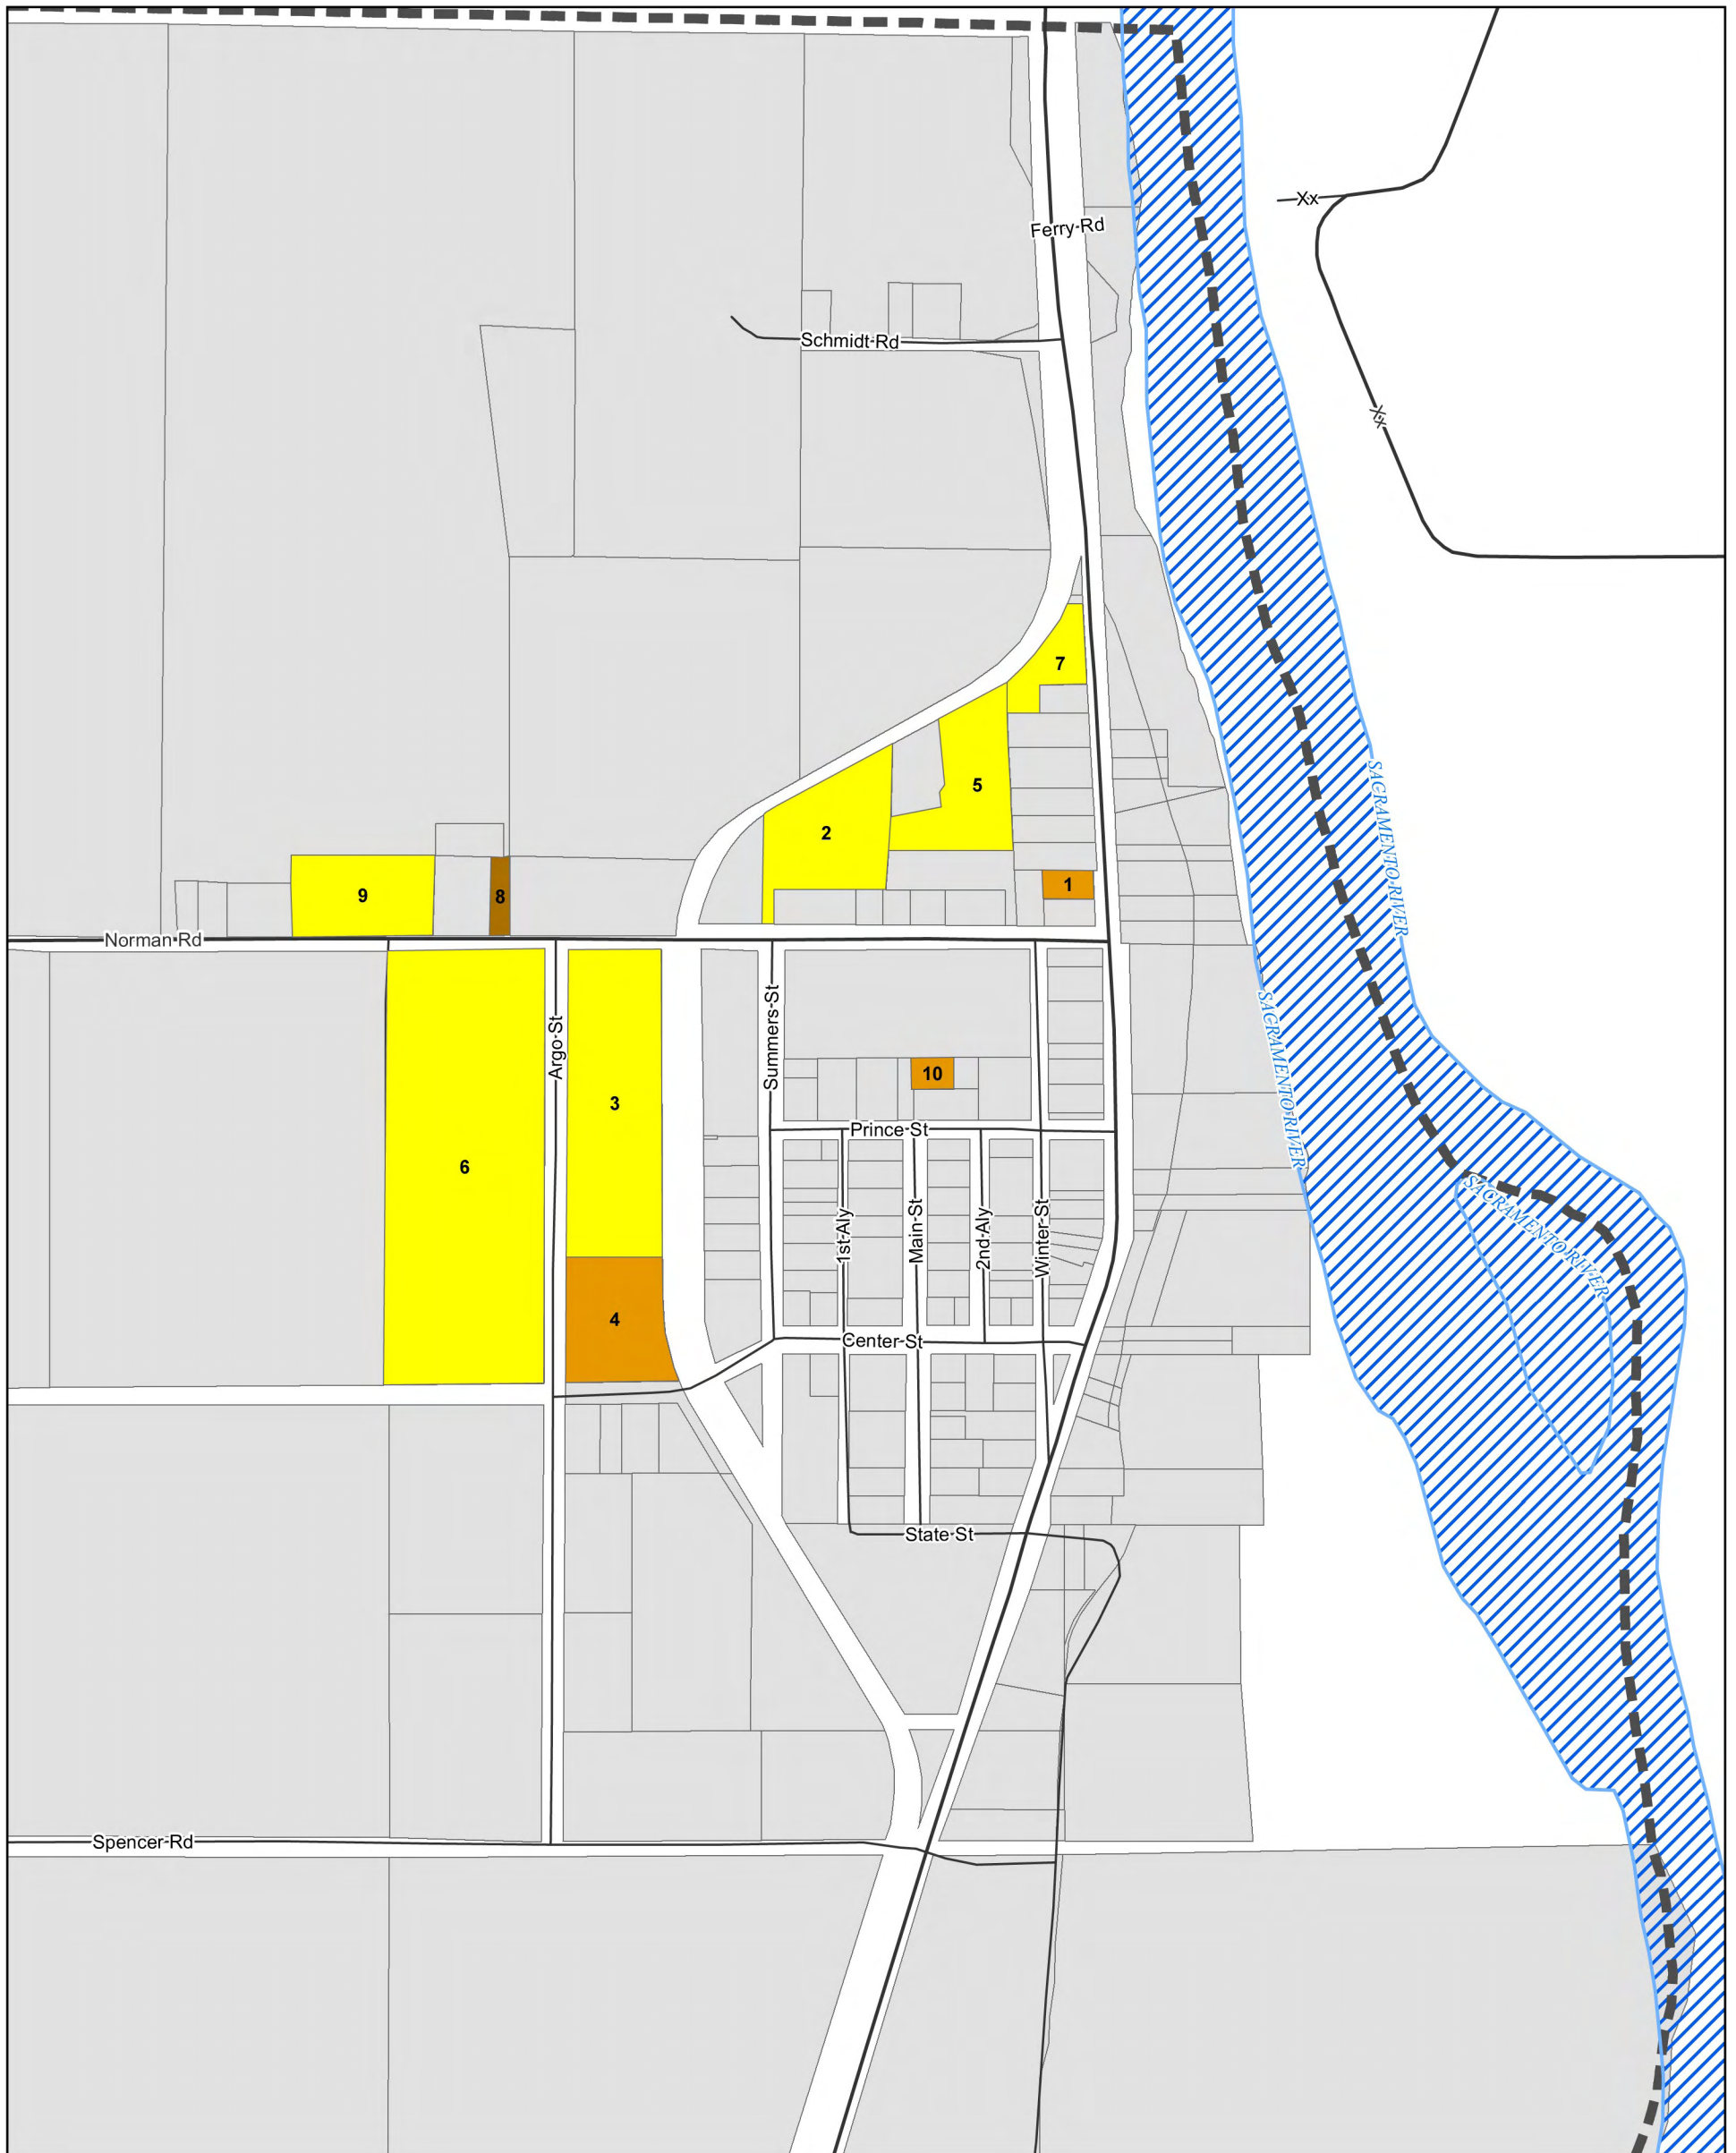 Xx
Ferry Rd
Schmidt Rd
Xx
7
5
2
1
9
8
Norman Rd
SACRAMENTO RIVER
SACRAMENTO RIVER
Argo St
Summers St
3
10
6
Prince St
1st Aly
Main St
2nd Aly
Winter St
SACRAMENTO RIVER
4
Center St
State St
Spencer Rd